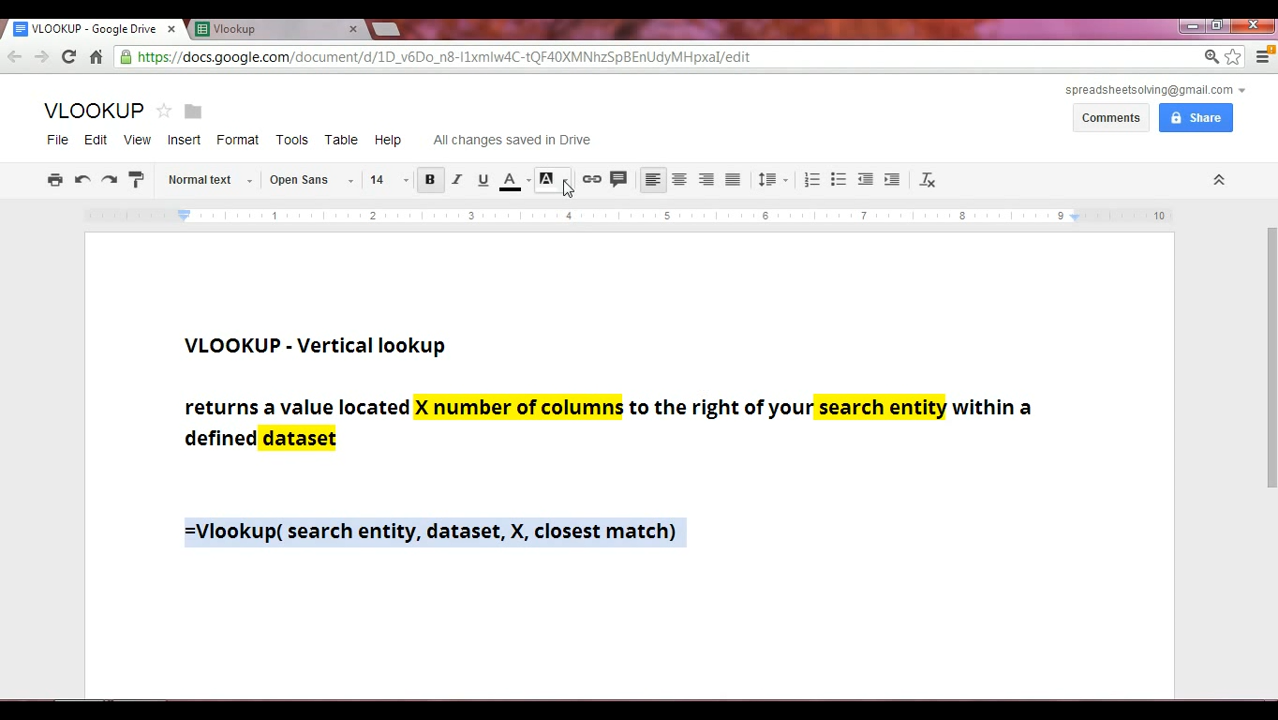 VLOOKUP - Google Drive
Vlookup
https://docs.google.com/document/d/1D_v6Do_n8-I1xmlw4C-tQF40XMNhzSpBEnUdyMHpxaI/edit
spreadsheetsolving@gmail.com
VLOOKUP
Comments
Share
File Edit View Insert Format Tools Table Help All changes saved in Drive
Normal text Open Sans 14 B I U A A
1 2 3 4 5 6 7 8 9 10
VLOOKUP - Vertical lookup
returns a value located X number of columns to the right of your search entity within a
defined dataset
=Vlookup( search entity, dataset, X, closest match)